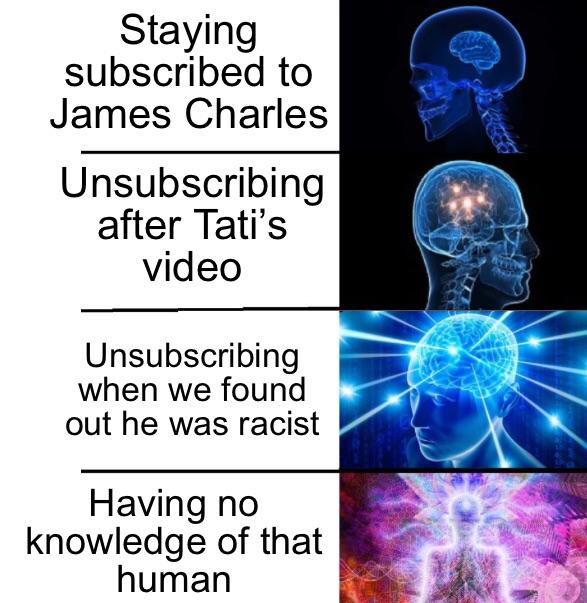 Staying
subscribed to
James Charles
Unsubscribing
after Tati’s
video
Unsubscribing
when we found
out he was racist
Having no
knowledge of that
human